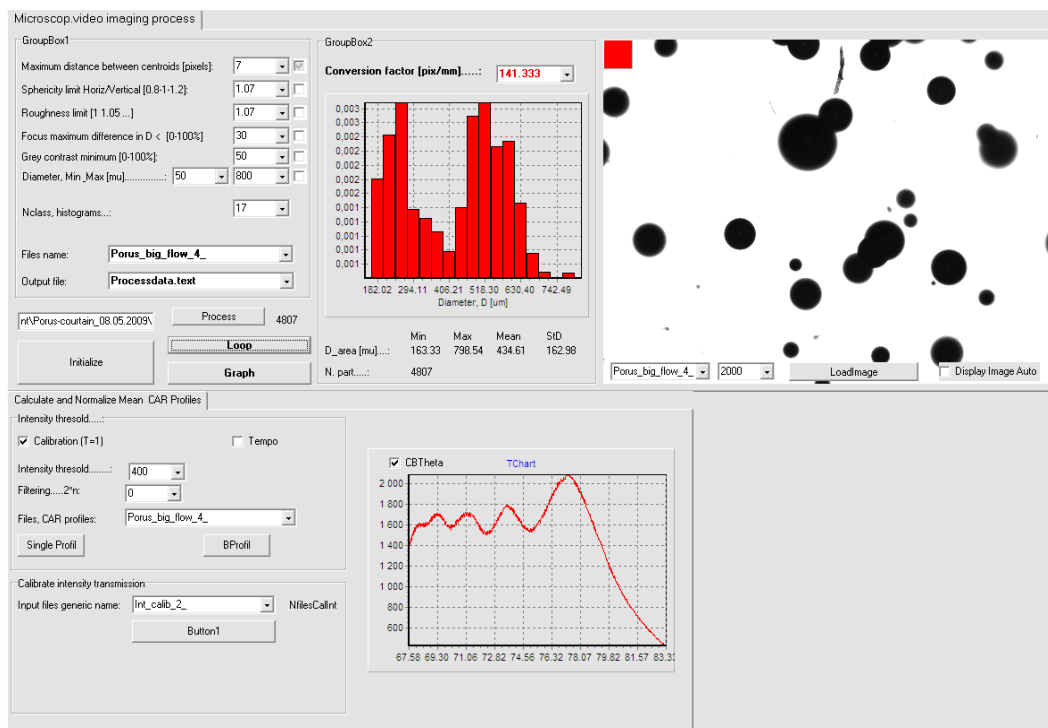 Microscop.video imaging process
GroupBox1
Maximum distance between centroids [pixels]: 7
Sphericity limit Horiz/Vertical [0.8-1-1.2]: 1.07
Roughness limit [1 1.05 ...] 1.07
Focus maximum difference in D < [0-100%] 30
Grey contrast minimum [0-100%]: 50
Diameter, Min_Max [mu]..............: 50 800
Nclass, histograms...: 17
Files name: Porus_big_flow_4_
Output file: Processdata.text
nt\Porus-courtain_08.05.2009\ Process 4807
Initialize
Loop
Graph
GroupBox2
Conversion factor [pix/mm].....: 141.333
0,003
0,003
0,003
0,002
0,002
0,002
0,002
0,002
0,001
0,001
0,001
0,001
182.02 294.11 406.21 518.30 630.40 742.49
Diameter, D [um]
Min Max Mean StD
D_area [mu]....: 163.33 798.54 434.61 162.98
N. part.....: 4807
Porus_big_flow_4_ 2000 LoadImage Display Image Auto
Calculate and Normalize Mean CAR Profiles
Intensity thresold.....:
Calibration (T=1) Tempo
Intensity thresold........: 400
Filtering.....2^n: 0
Files, CAR profiles: Porus_big_flow_4_
Single Profil BProfil
Calibrate intensity transmission
Input files generic name: Int_calib_2_ NfilesCalInt
Button1
CBTheta TChart
2 000
1 800
1 600
1 400
1 200
1 000
800
600
67.58 69.30 71.06 72.82 74.56 76.32 78.07 79.82 81.57 83.33